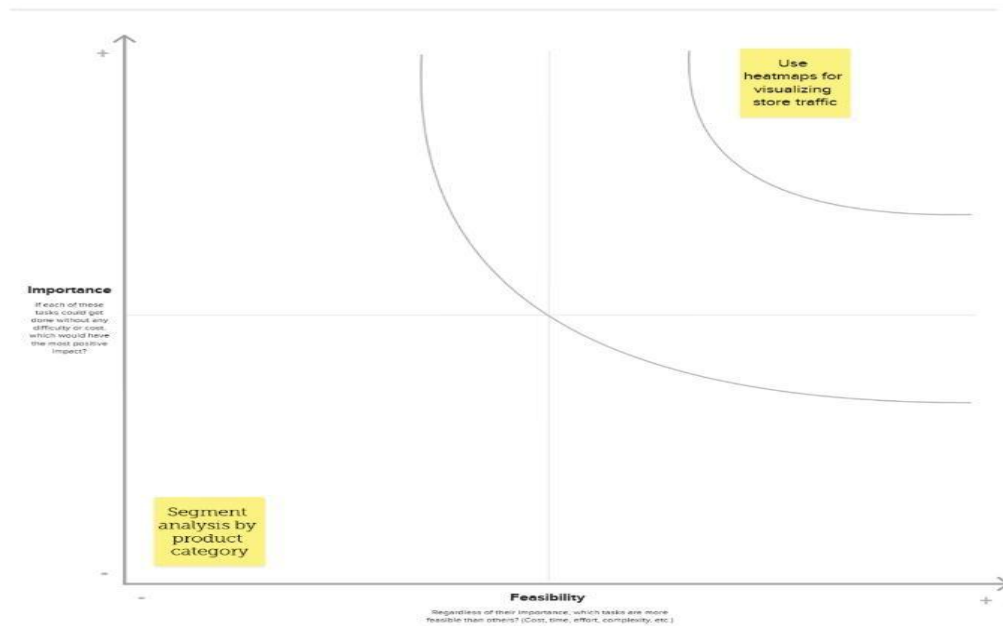 +
Use
heatmaps for
visualizing
store traffic
Importance
If each of these
tasks could get
done without any
difficulty or cost,
which would have
the most positive
impact?
Segment
analysis by
product
category
-
-
Feasibility
+
Regardless of their importance, which tasks are more
feasible than others? (Cost, time, effort, complexity, etc.)